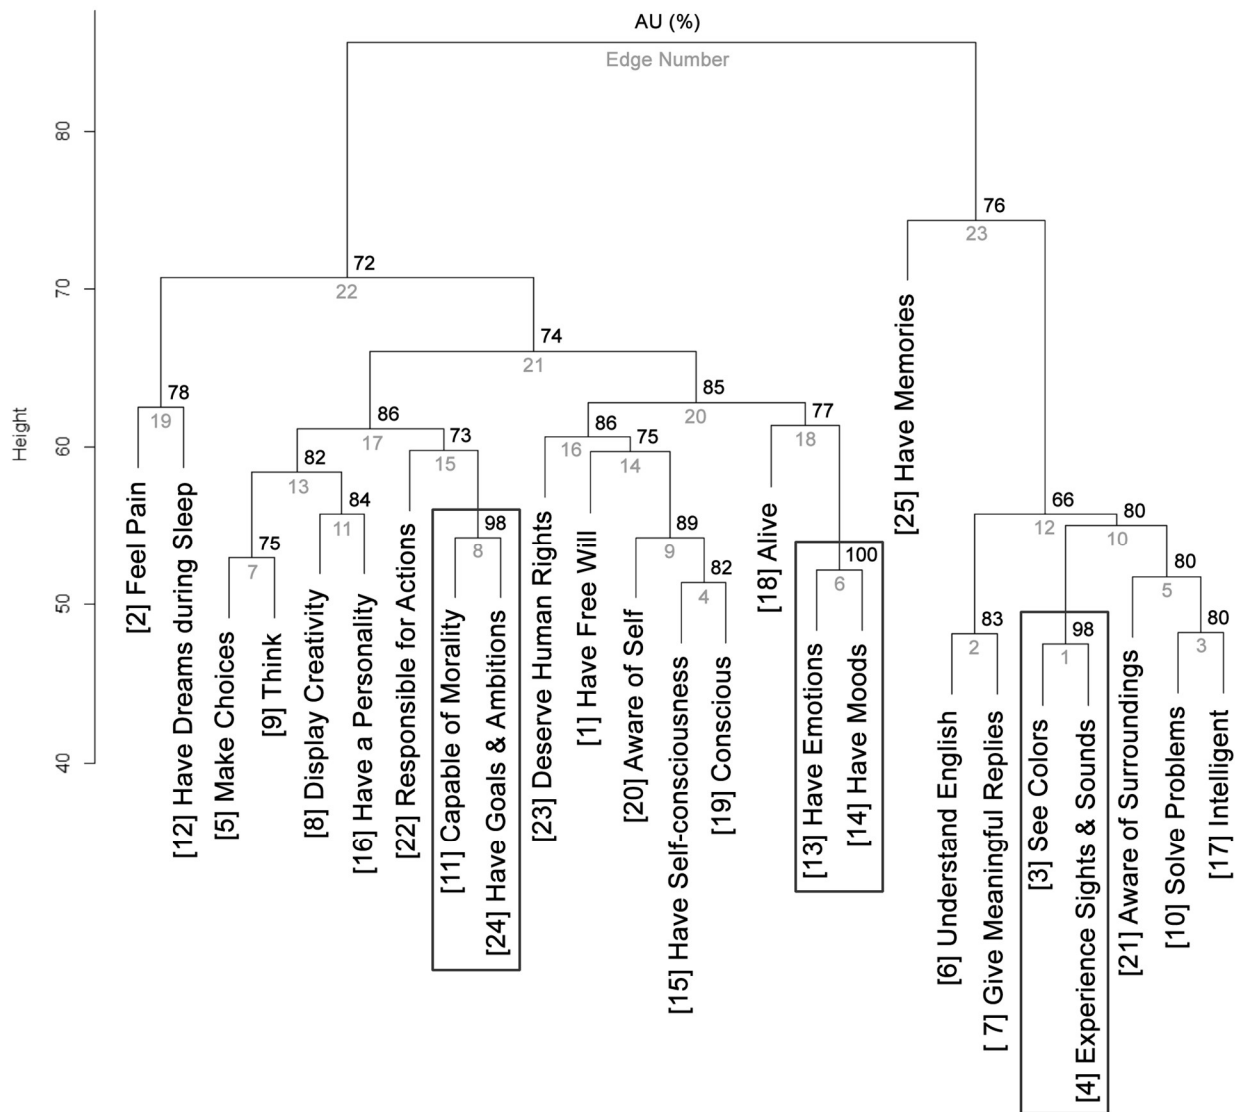 AU (%)
Edge Number
Height
80
70
60
50
40
76
23
72
22
74
21
78
19
85
20
86
17
77
18
86
16
75
14
73
15
82
13
84
11
75
7
98
8
89
9
82
4
100
6
66
12
80
10
80
5
83
2
98
1
80
3
[2] Feel Pain
[12] Have Dreams during Sleep
[5] Make Choices
[9] Think
[8] Display Creativity
[16] Have a Personality
[22] Responsible for Actions
[11] Capable of Morality
[24] Have Goals & Ambitions
[23] Deserve Human Rights
[1] Have Free Will
[20] Aware of Self
[15] Have Self-consciousness
[19] Conscious
[18] Alive
[13] Have Emotions
[14] Have Moods
[25] Have Memories
[6] Understand English
[ 7] Give Meaningful Replies
[3] See Colors
[4] Experience Sights & Sounds
[21] Aware of Surroundings
[10] Solve Problems
[17] Intelligent